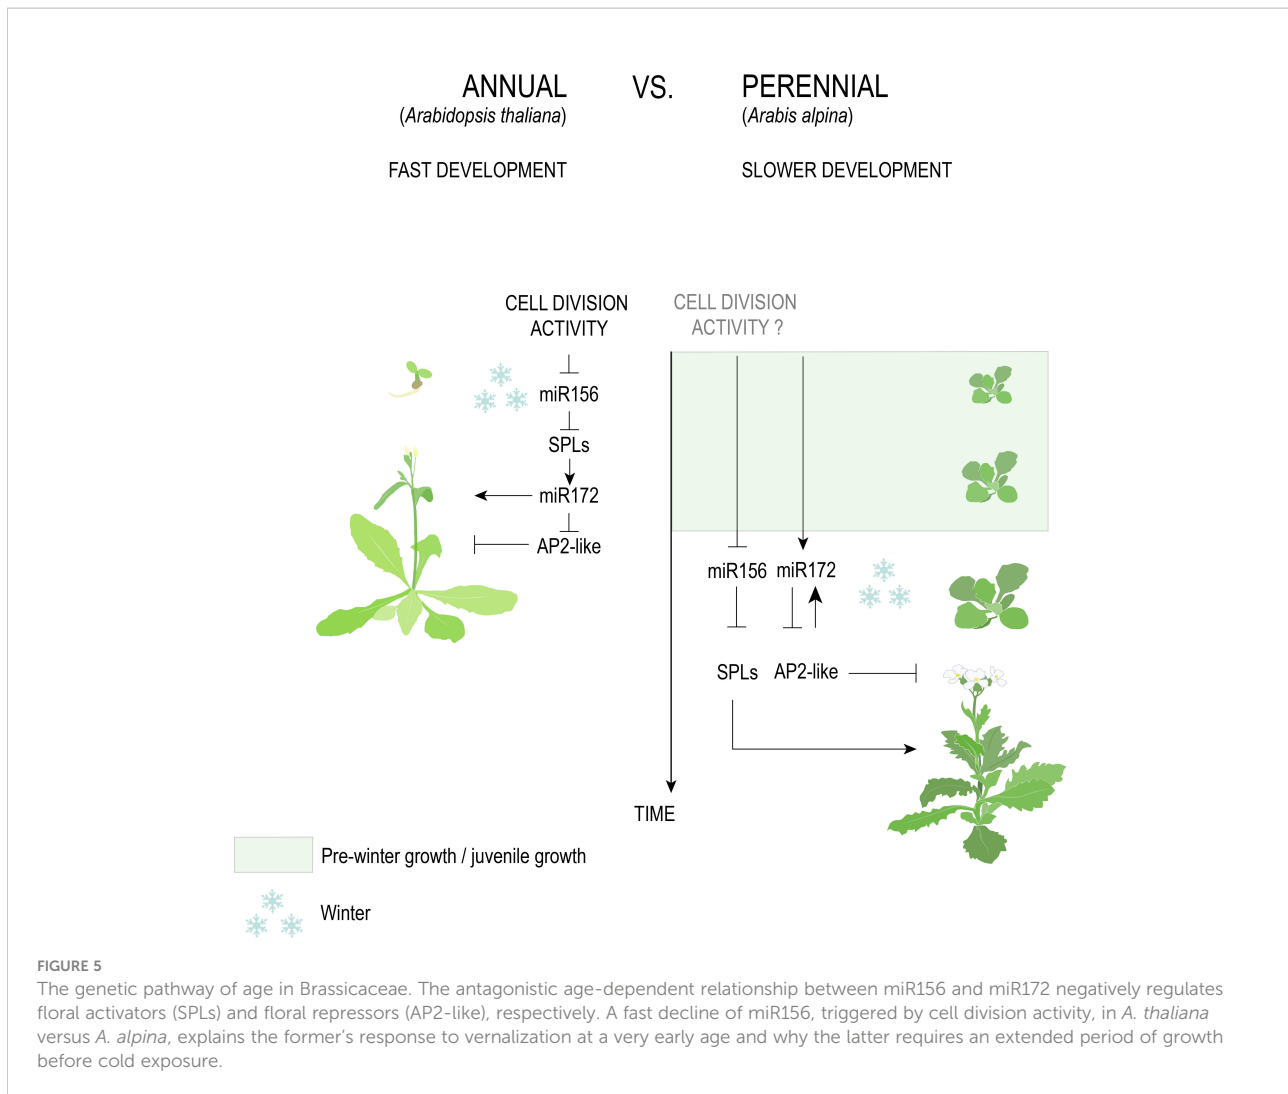 ANNUAL VS. PERENNIAL
(Arabidopsis thaliana) (Arabis alpina)
FAST DEVELOPMENT SLOWER DEVELOPMENT
CELL DIVISION
ACTIVITY
miR156
SPLs
miR172
AP2-like
CELL DIVISION
ACTIVITY ?
miR156 miR172
SPLs AP2-like
TIME
Pre-winter growth / juvenile growth
Winter
FIGURE 5
The genetic pathway of age in Brassicaceae. The antagonistic age-dependent relationship between miR156 and miR172 negatively regulates
floral activators (SPLs) and floral repressors (AP2-like), respectively. A fast decline of miR156, triggered by cell division activity, in A. thaliana
versus A. alpina, explains the former’s response to vernalization at a very early age and why the latter requires an extended period of growth
before cold exposure.